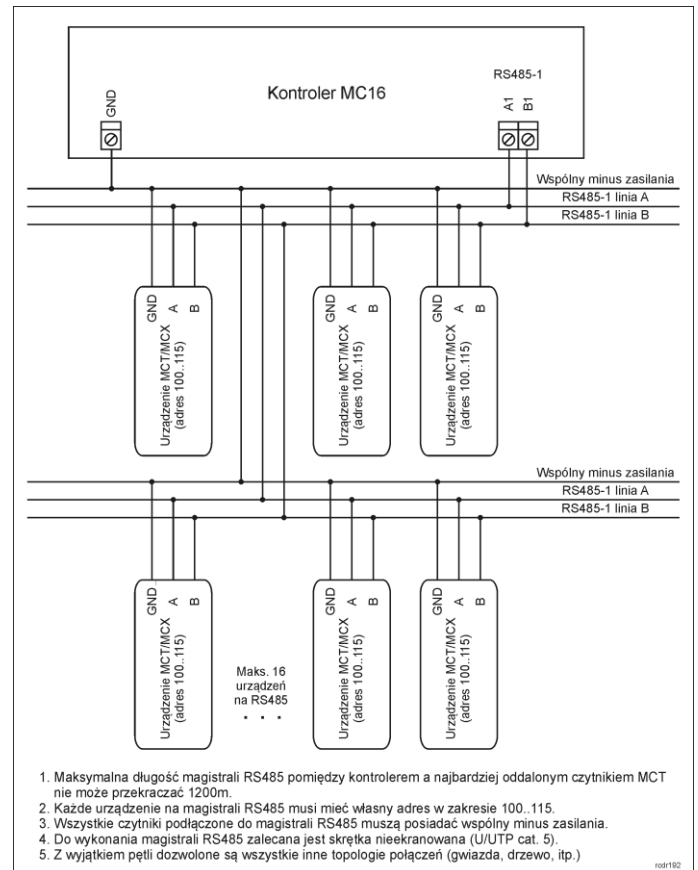 Kontroler MC16
RS485-1
GND
A1
B1
Wspólny minus zasilania
RS485-1 linia A
RS485-1 linia B
GND
A
B
Urządzenie MCT/MCX
(adres 100..115)
GND
A
B
Urządzenie MCT/MCX
(adres 100..115)
GND
A
B
Urządzenie MCT/MCX
(adres 100..115)
Wspólny minus zasilania
RS485-1 linia A
RS485-1 linia B
GND
A
B
Urządzenie MCT/MCX
(adres 100..115)
Maks. 16
urządzeń
na RS485
. . .
GND
A
B
Urządzenie MCT/MCX
(adres 100..115)
GND
A
B
Urządzenie MCT/MCX
(adres 100..115)
1. Maksymalna długość magistrali RS485 pomiędzy kontrolerem a najbardziej oddalonym czytnikiem MCT
nie może przekraczać 1200m.
2. Każde urządzenie na magistrali RS485 musi mieć własny adres w zakresie 100..115.
3. Wszystkie czytniki podłączone do magistrali RS485 muszą posiadać wspólny minus zasilania.
4. Do wykonania magistrali RS485 zalecana jest skrętka nieekranowana (U/UTP cat. 5).
5. Z wyjątkiem pętli dozwolone są wszystkie inne topologie połączeń (gwiazda, drzewo, itp.)
rodr192